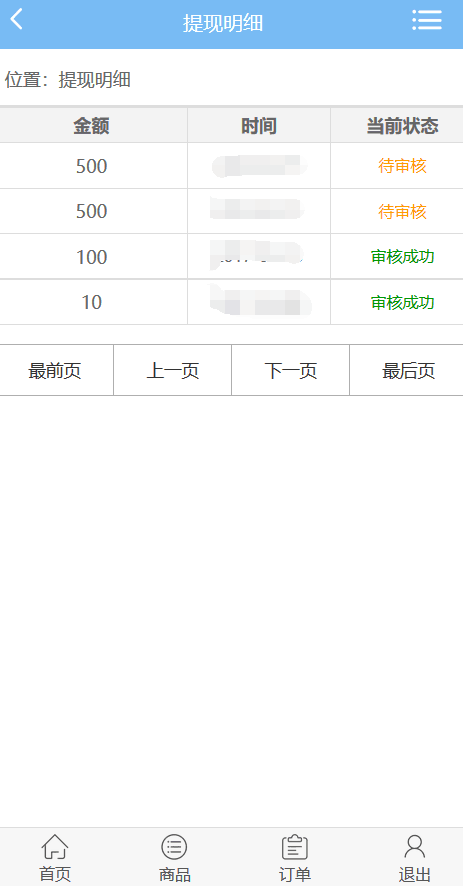 提现明细
位置：提现明细
金额 时间 当前状态
500 待审核
500 待审核
100 审核成功
10 审核成功
最前页 上一页 下一页 最后页
首页 商品 订单 退出